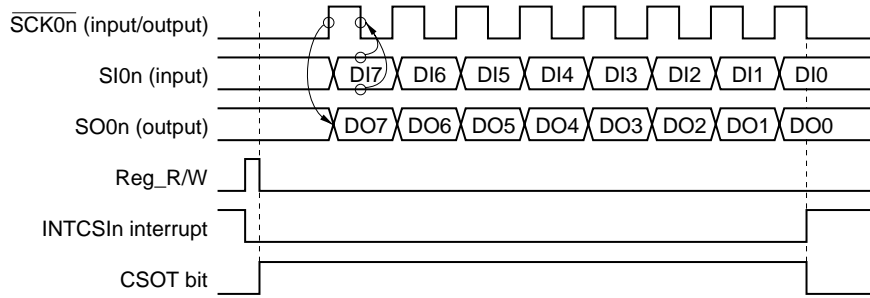 SCK0n (input/output)
SI0n (input) DI7 DI6 DI5 DI4 DI3 DI2 DI1 DI0
SO0n (output) DO7 DO6 DO5 DO4 DO3 DO2 DO1 DO0
Reg_R/W
INTCSIn interrupt
CSOT bit